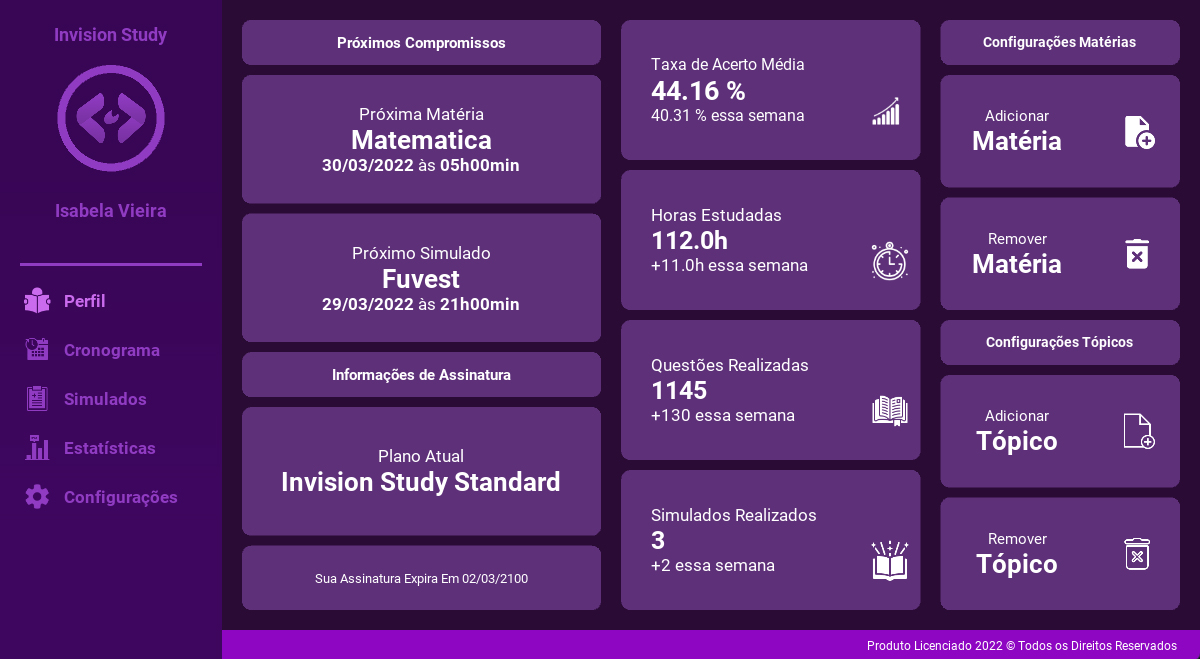 Invision Study
Isabela Vieira
Perfil
Cronograma
Simulados
Estatísticas
Configurações
Próximos Compromissos
Próxima Matéria
Matematica
30/03/2022 às 05h00min
Próximo Simulado
Fuvest
29/03/2022 às 21h00min
Informações de Assinatura
Plano Atual
Invision Study Standard
Sua Assinatura Expira Em 02/03/2100
Taxa de Acerto Média
44.16 %
40.31 % essa semana
Horas Estudadas
112.0h
+11.0h essa semana
Questões Realizadas
1145
+130 essa semana
Simulados Realizados
3
+2 essa semana
Configurações Matérias
Adicionar
Matéria
Remover
Matéria
Configurações Tópicos
Adicionar
Tópico
Remover
Tópico
Produto Licenciado 2022 © Todos os Direitos Reservados